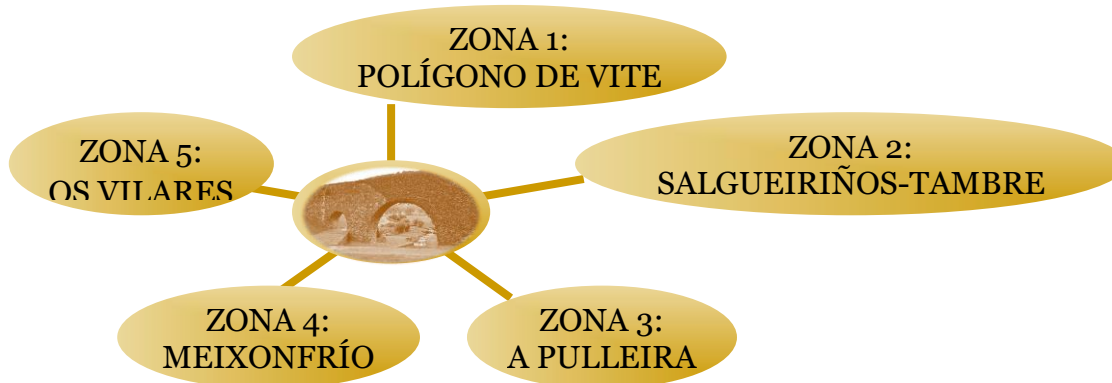 ZONA 1:
POLÍGONO DE VITE
ZONA 2:
SALGUEIRIÑOS-TAMBRE
ZONA 3:
A PULLEIRA
ZONA 4:
MEIXONFRÍO
ZONA 5:
OS VILARES